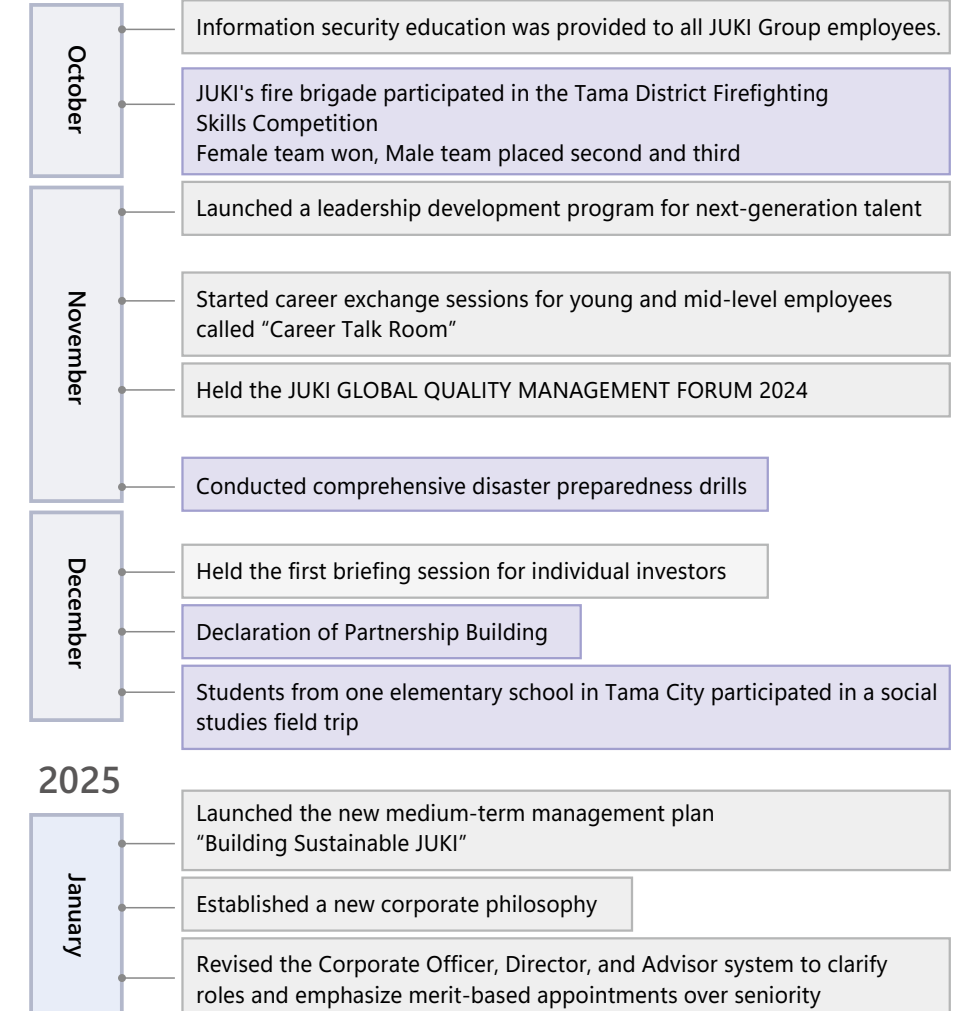 October
Information security education was provided to all JUKI Group employees.
JUKI's fire brigade participated in the Tama District Firefighting
Skills Competition
Female team won, Male team placed second and third
November
Launched a leadership development program for next-generation talent
Started career exchange sessions for young and mid-level employees
called “Career Talk Room”
Held the JUKI GLOBAL QUALITY MANAGEMENT FORUM 2024
Conducted comprehensive disaster preparedness drills
December
Held the first briefing session for individual investors
Declaration of Partnership Building
Students from one elementary school in Tama City participated in a social
studies field trip
2025
January
Launched the new medium-term management plan
“Building Sustainable JUKI”
Established a new corporate philosophy
Revised the Corporate Officer, Director, and Advisor system to clarify
roles and emphasize merit-based appointments over seniority